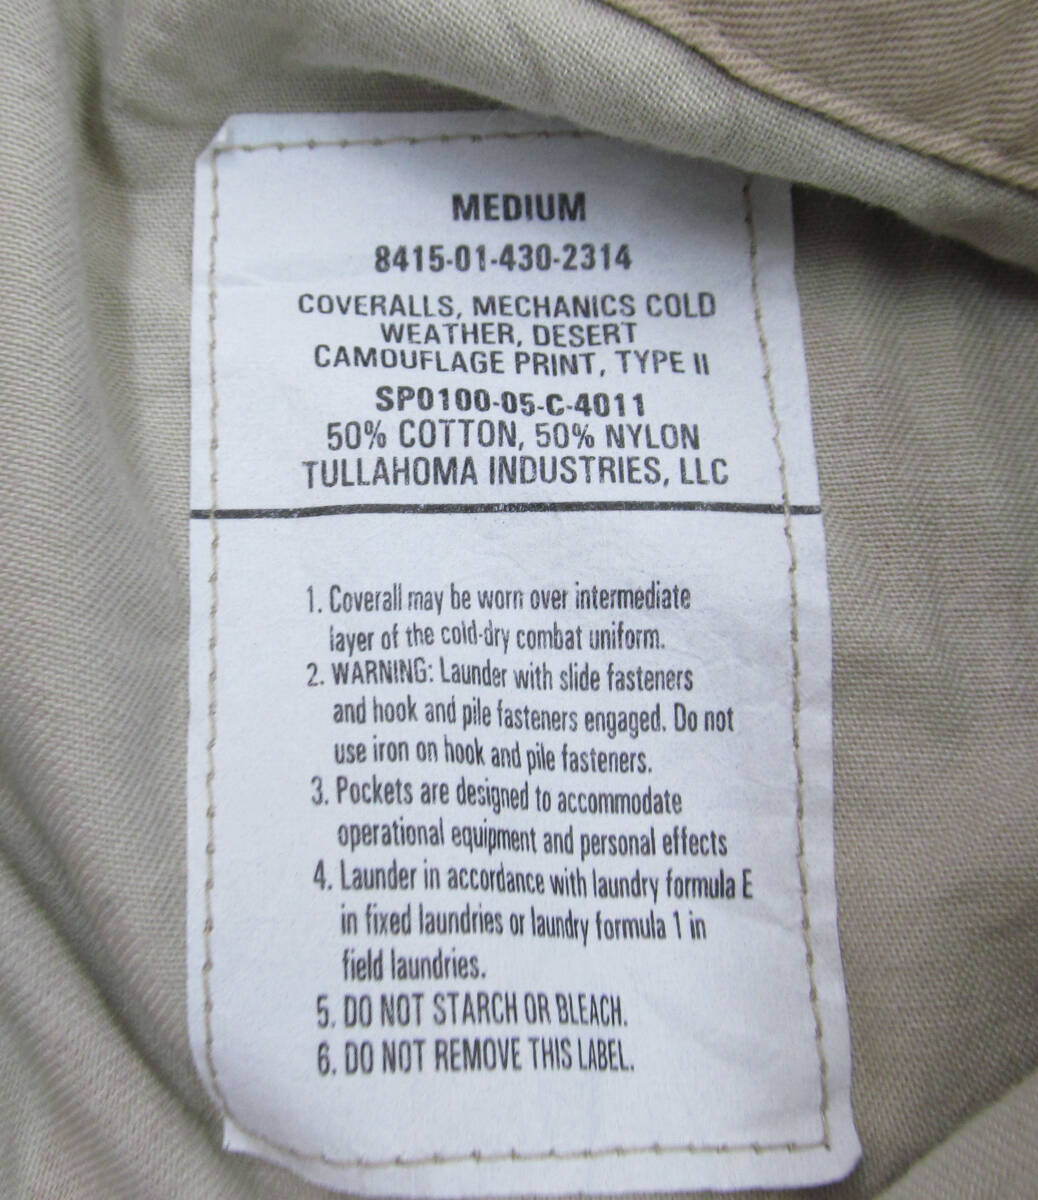 MEDIUM
8415-01-430-2314
COVERALLS, MECHANICS COLD
WEATHER, DESERT
CAMOUFLAGE PRINT, TYPE II
SP0100-05-C-4011
50% COTTON, 50% NYLON
TULLAHOMA INDUSTRIES, LLC
1. Coverall may be worn over intermediate
layer of the cold-dry combat uniform.
2. WARNING: Launder with slide fasteners
and hook and pile fasteners engaged. Do not
use iron on hook and pile fasteners.
3. Pockets are designed to accommodate
operational equipment and personal effects
4. Launder in accordance with laundry formula E
in fixed laundries or laundry formula 1 in
field laundries.
5. DO NOT STARCH OR BLEACH.
6. DO NOT REMOVE THIS LABEL.